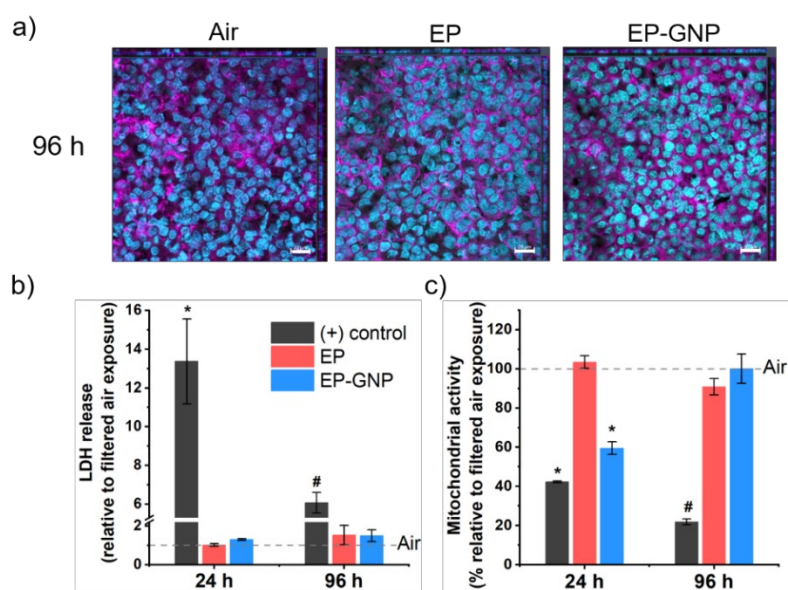 a)
Air
EP
EP-GNP
96 h
b)
LDH release
(relative to filtered air exposure)
16
14
12
10
8
6
2
0
*
#
(+) control
EP
EP-GNP
Air
24 h
96 h
c)
Mitochondrial activity
(% relative to filtered air exposure)
120
100
80
60
40
20
0
*
*
#
Air
24 h
96 h